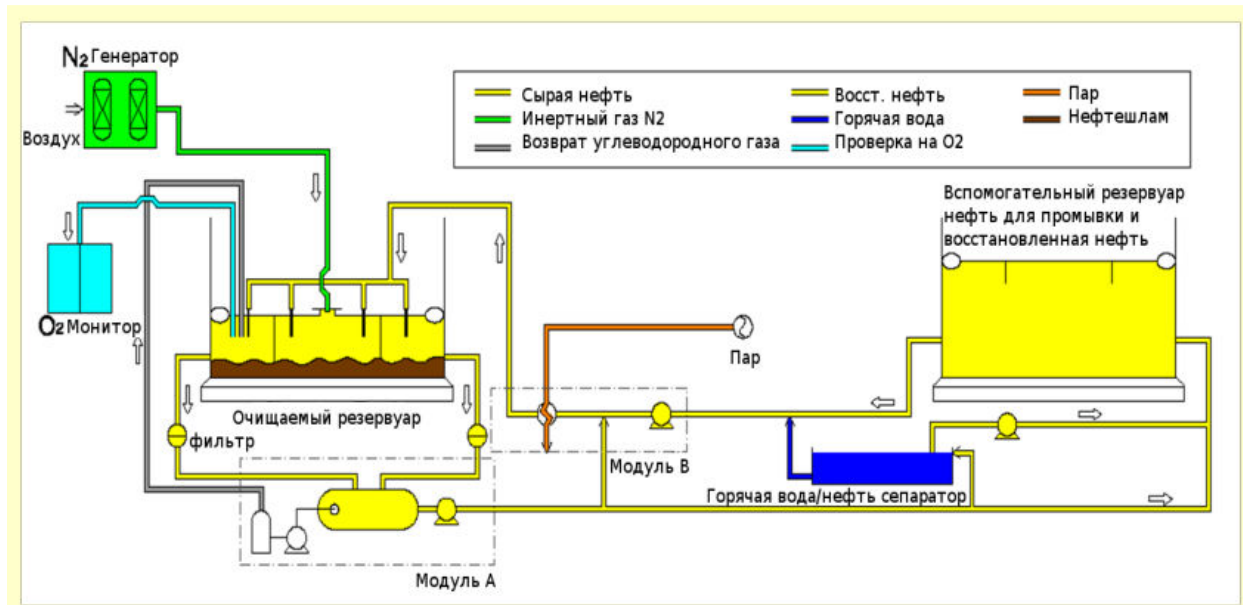 N2 Генератор
Воздух
Сырая нефть
Инертный газ N2
Возврат углеводородного газа
Восст. нефть
Горячая вода
Проверка на O2
Пар
Нефтешлам
Вспомогательный резервуар
нефть для промывки и
восстановленная нефть
O2 Монитор
Пар
Очищаемый резервуар
фильтр
Модуль B
Горячая вода/нефть сепаратор
Модуль A